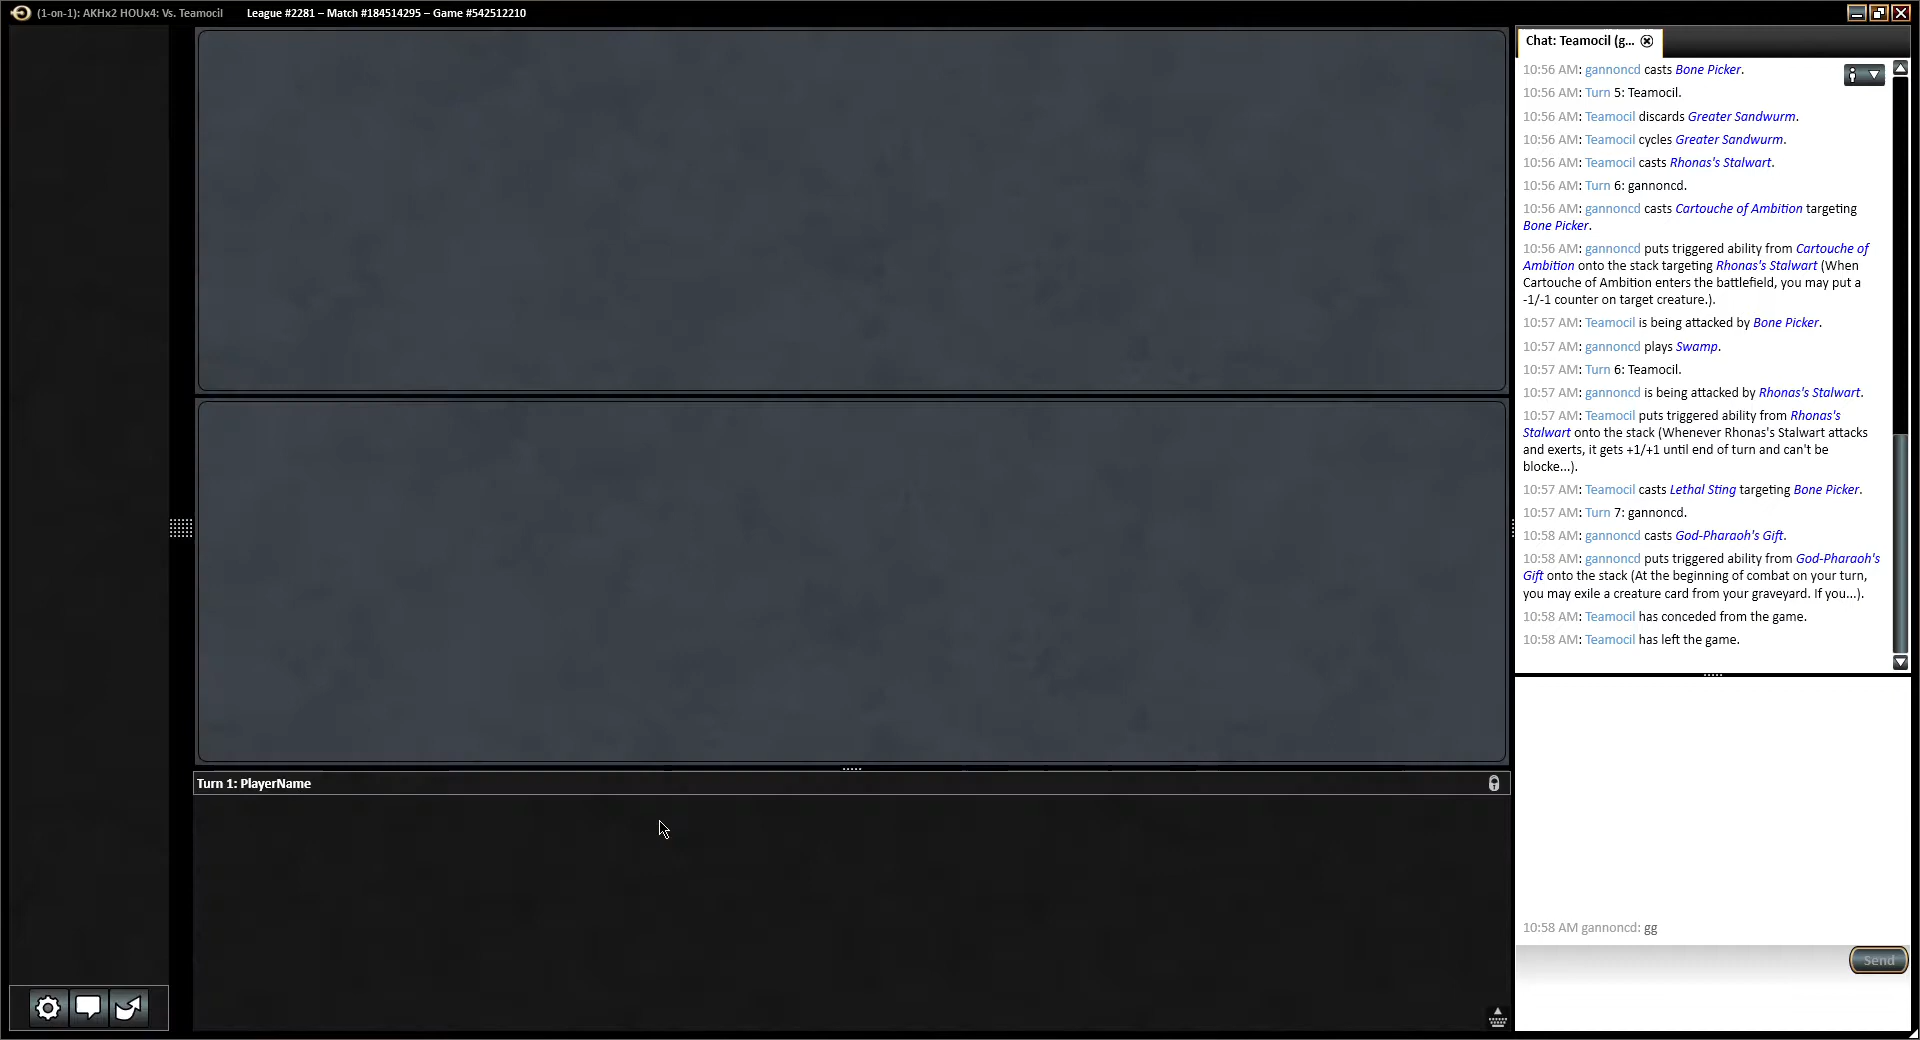 (1-on-1): AKHx2 HOUx4: Vs. Teamocil
League #2281 – Match #184514295 – Game #542512210
Chat: Teamocil (g...
10:56 AM: gannoncd casts Bone Picker.
10:56 AM: Turn 5: Teamocil.
10:56 AM: Teamocil discards Greater Sandwurm.
10:56 AM: Teamocil cycles Greater Sandwurm.
10:56 AM: Teamocil casts Rhonas's Stalwart.
10:56 AM: Turn 6: gannoncd.
10:56 AM: gannoncd casts Cartouche of Ambition targeting
Bone Picker.
10:56 AM: gannoncd puts triggered ability from Cartouche of
Ambition onto the stack targeting Rhonas's Stalwart (When
Cartouche of Ambition enters the battlefield, you may put a
-1/-1 counter on target creature.).
10:57 AM: Teamocil is being attacked by Bone Picker.
10:57 AM: gannoncd plays Swamp.
10:57 AM: Turn 6: Teamocil.
10:57 AM: gannoncd is being attacked by Rhonas's Stalwart.
10:57 AM: Teamocil puts triggered ability from Rhonas's
Stalwart onto the stack (Whenever Rhonas's Stalwart attacks
and exerts, it gets +1/+1 until end of turn and can't be
blocke...).
10:57 AM: Teamocil casts Lethal Sting targeting Bone Picker.
10:57 AM: Turn 7: gannoncd.
10:58 AM: gannoncd casts God-Pharaoh's Gift.
10:58 AM: gannoncd puts triggered ability from God-Pharaoh's
Gift onto the stack (At the beginning of combat on your turn,
you may exile a creature card from your graveyard. If you...).
10:58 AM: Teamocil has conceded from the game.
10:58 AM: Teamocil has left the game.
Turn 1: PlayerName
10:58 AM gannoncd: gg
Send